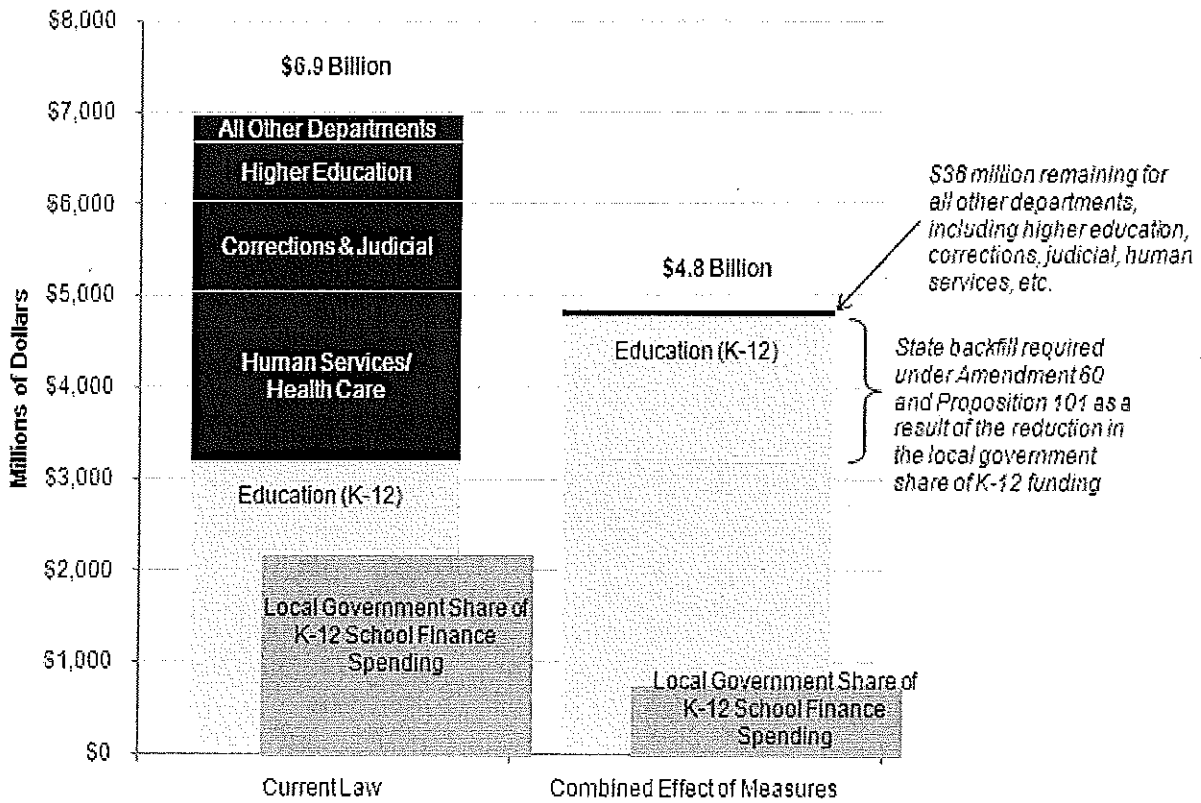 $8,000
$7,000
$6,000
$5,000
$4,000
$3,000
$2,000
$1,000
$0
Millions of Dollars
$6.9 Billion
All Other Departments
Higher Education
Corrections & Judicial
Human Services/
Health Care
Education (K-12)
Local Government Share of
K-12 School Finance
Spending
Current Law
$4.8 Billion
Education (K-12)
Local Government Share of
K-12 School Finance
Spending
Combined Effect of Measures
$38 million remaining for
all other departments,
including higher education,
corrections, judicial, human
services, etc.
State backfill required
under Amendment 60
and Proposition 101 as a
result of the reduction in
the local government
share of K-12 funding